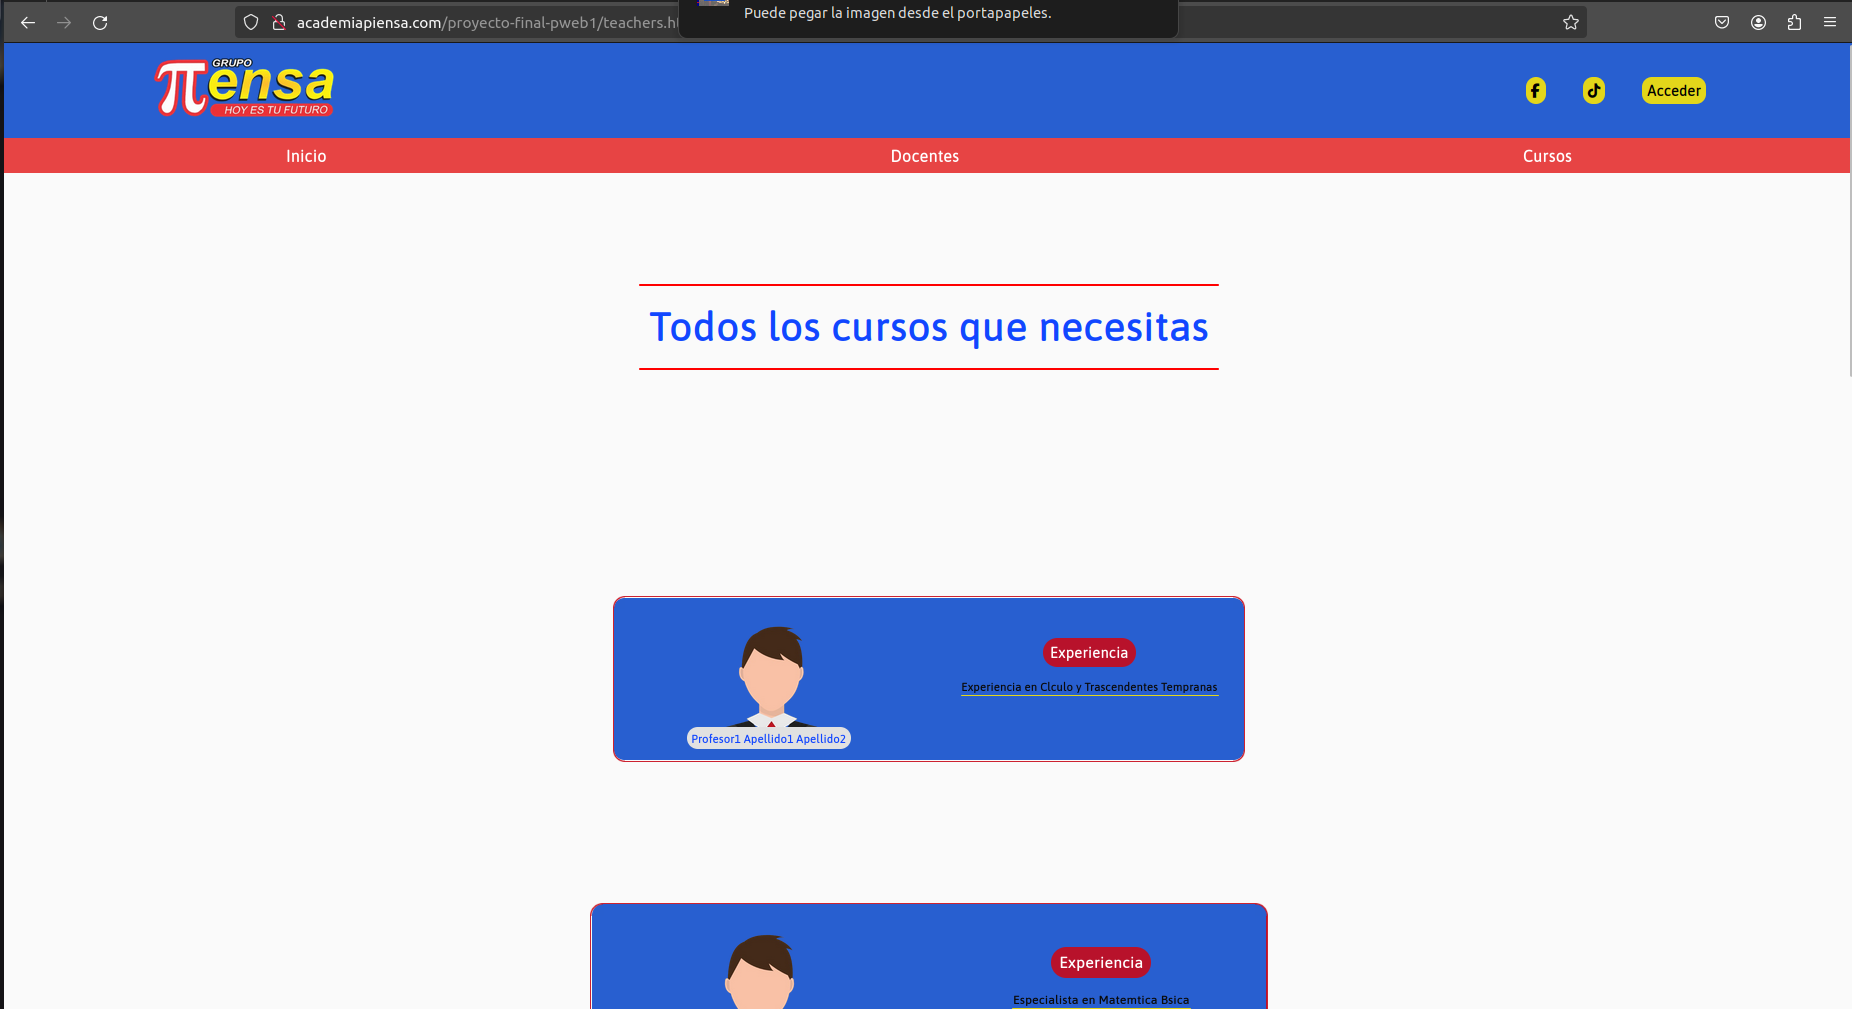 Puede pegar la imagen desde el portapapeles.
academiapiensa.com/proyecto-final-pweb1/teachers.h
GRUPO
πensa
HOY ES TU FUTURO
Acceder
Inicio Docentes Cursos
Todos los cursos que necesitas
Experiencia
Experiencia en Clculo y Trascendentes Tempranas
Profesor1 Apellido1 Apellido2
Experiencia
Especialista en Matemtica Bsica